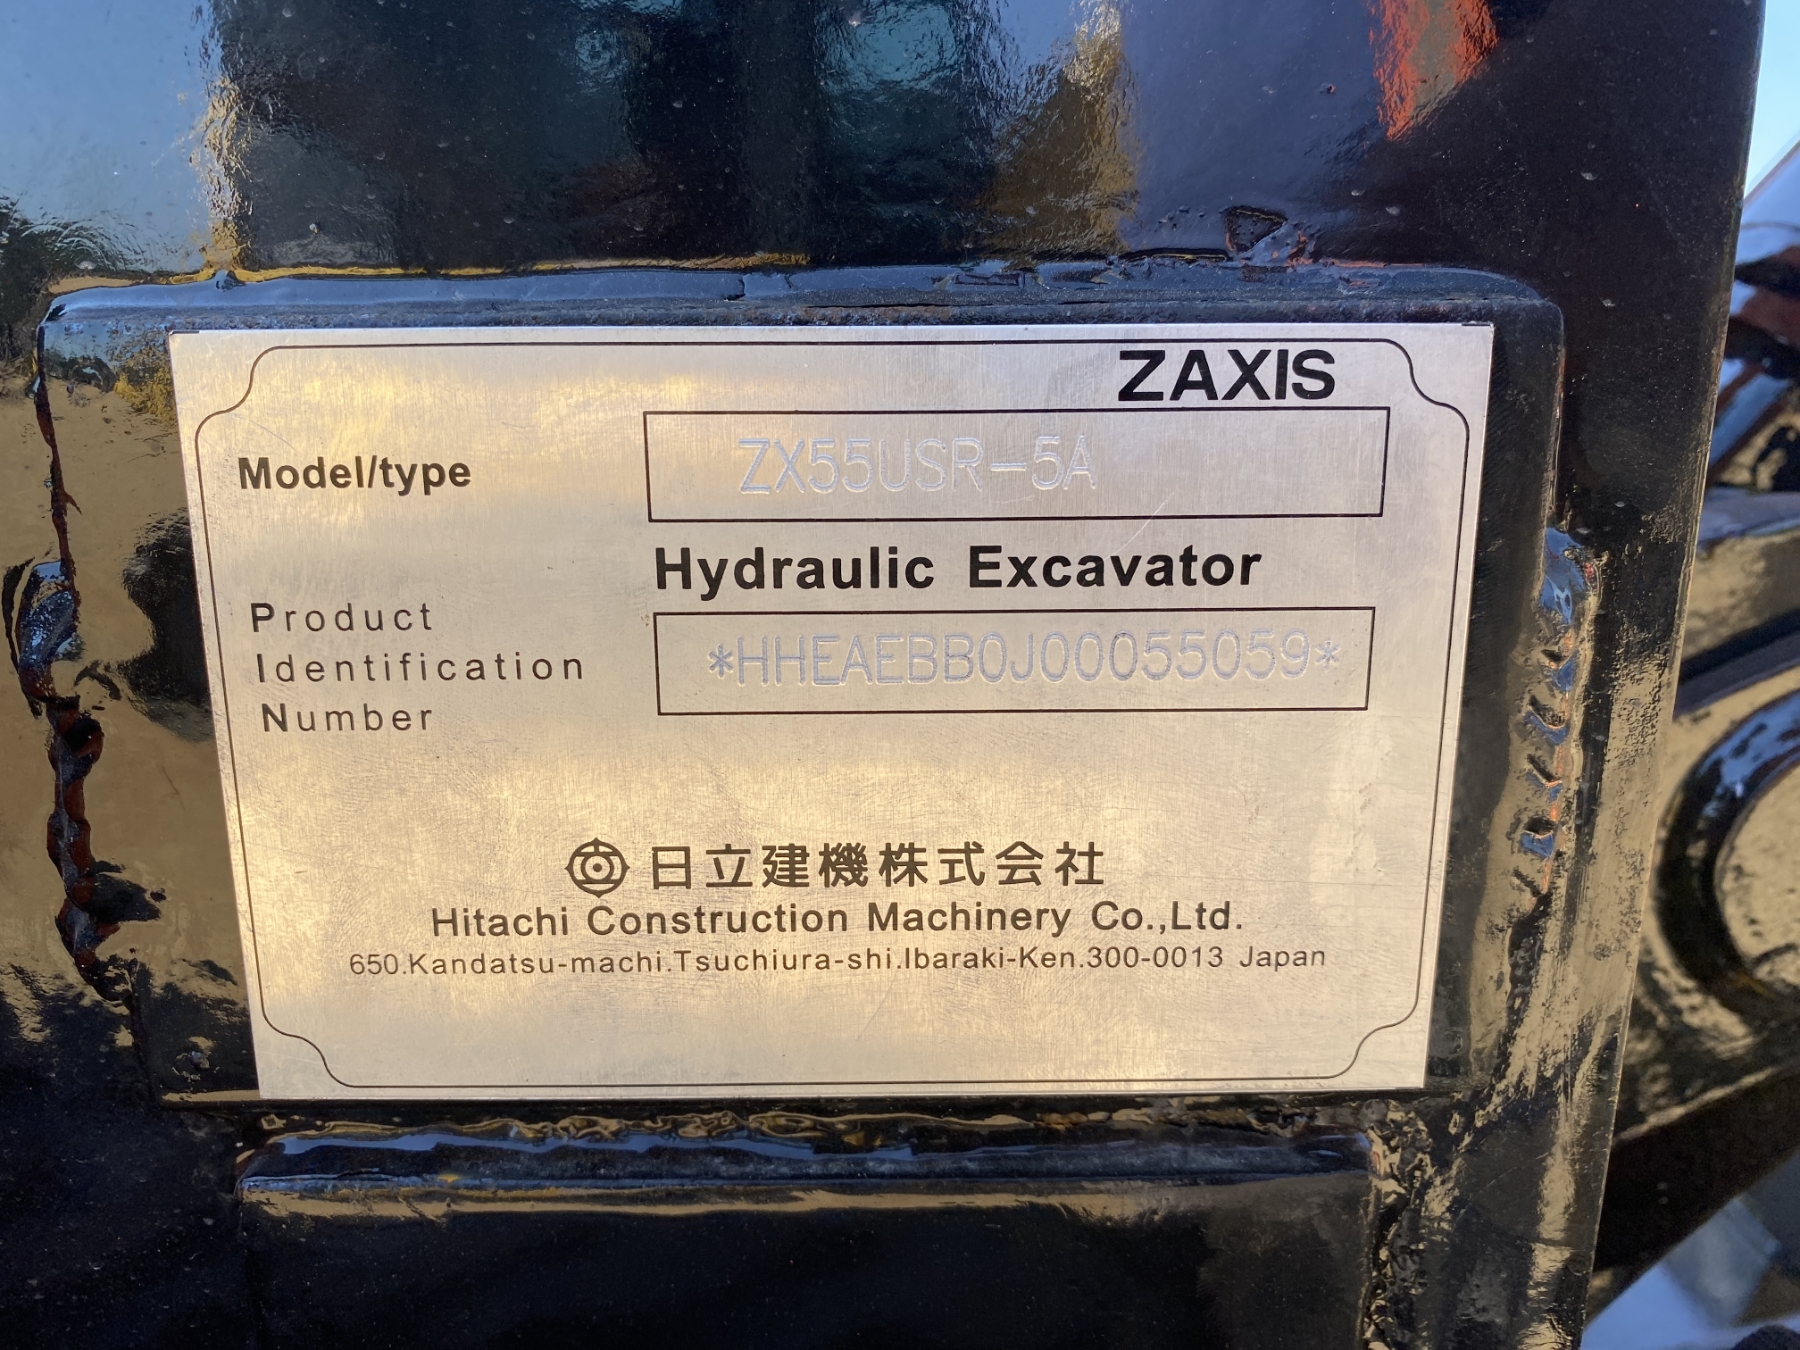 ZAXIS
Model/type
ZX55USR-5A
Hydraulic Excavator
Product
Identification
Number
*HHEAEBB0J00055059*
日立建機株式会社
Hitachi Construction Machinery Co.,Ltd.
650.Kandatsu-machi.Tsuchiura-shi.Ibaraki-Ken.300-0013 Japan